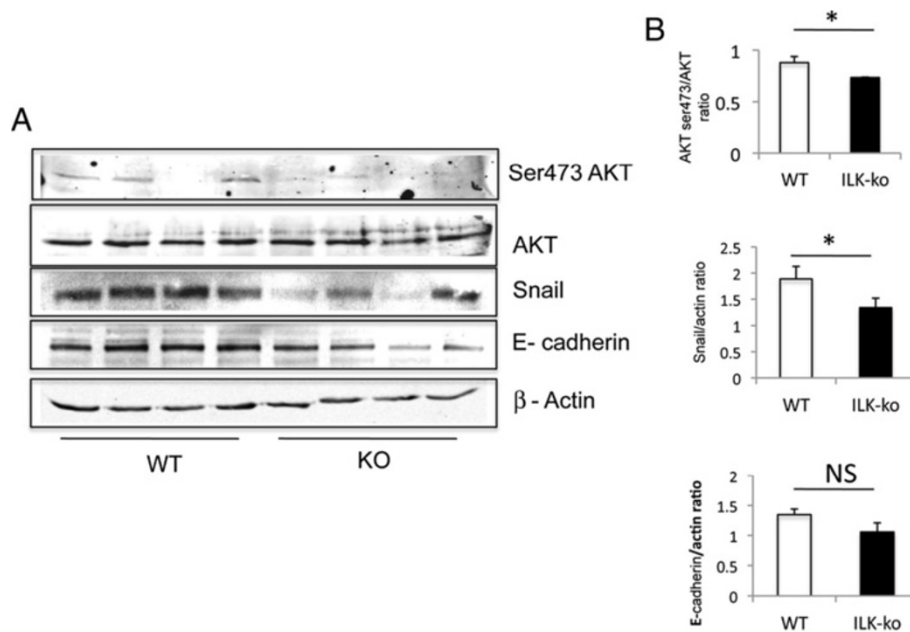 A
Ser473 AKT
AKT
Snail
E- cadherin
β - Actin
WT
KO
B
AKT ser473/AKT
ratio
1
0.5
0
*
WT
ILK-ko
Snail/actin ratio
2.5
2
1.5
1
0.5
0
*
WT
ILK-ko
E-cadherin/actin ratio
2
1.5
1
0.5
0
NS
WT
ILK-ko